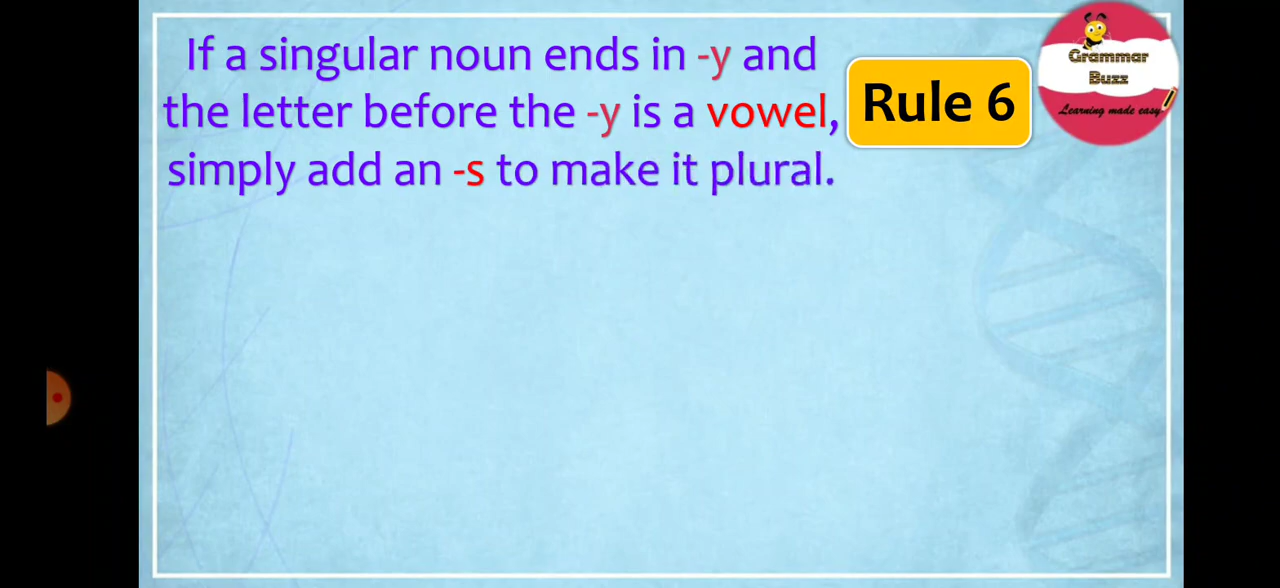 If a singular noun ends in -y and
the letter before the -y is a vowel,
simply add an -s to make it plural.
Rule 6
Grammar
Buzz
Learning made easy.